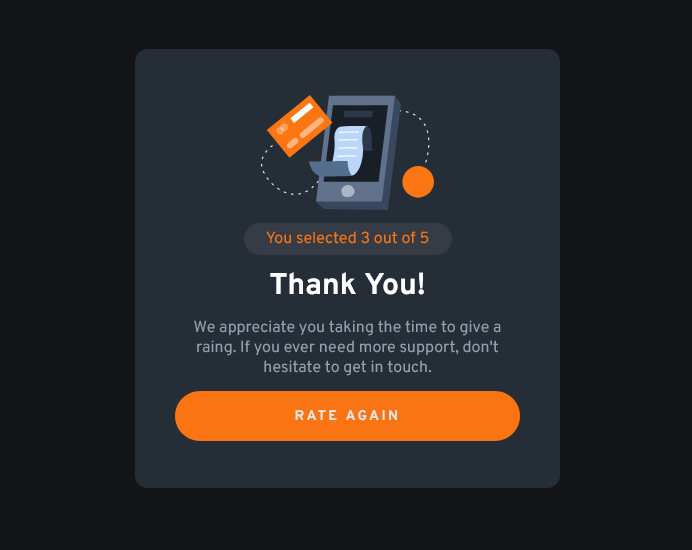 You selected 3 out of 5
Thank You!
We appreciate you taking the time to give a
raing. If you ever need more support, don't
hesitate to get in touch.
RATE AGAIN